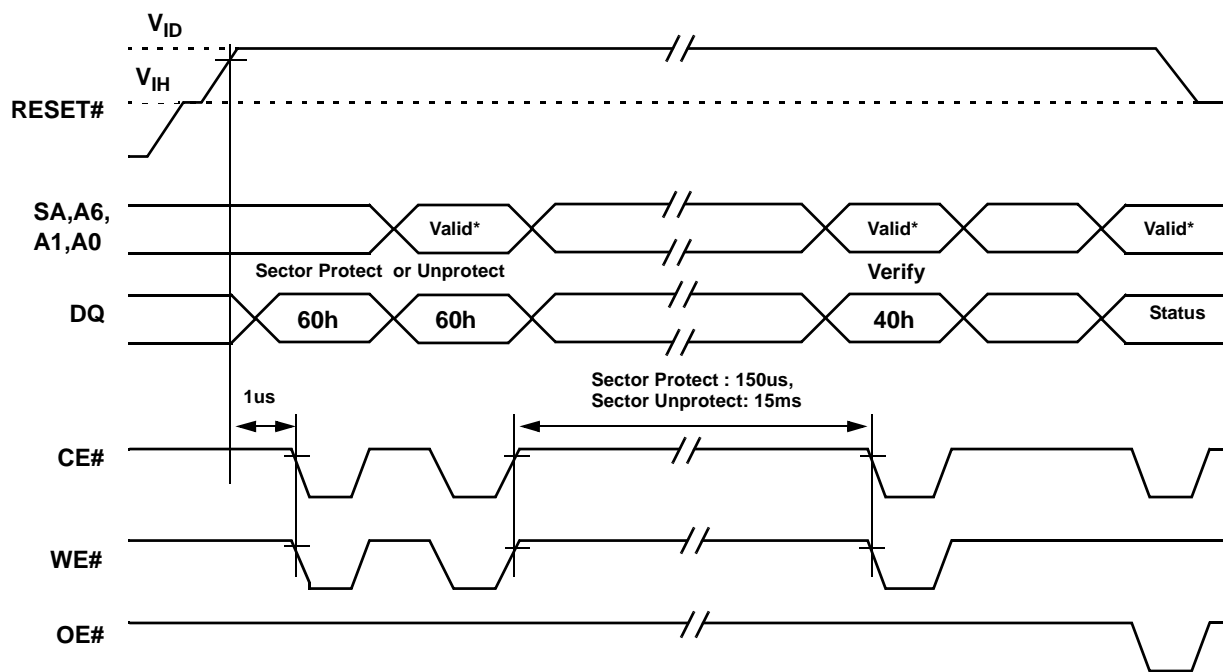 VID
VIH
RESET#
SA,A6,
A1,A0
Valid*
Valid*
Valid*
Sector Protect or Unprotect
Verify
DQ
60h
60h
40h
Status
1us
Sector Protect : 150us,
Sector Unprotect: 15ms
CE#
WE#
OE#